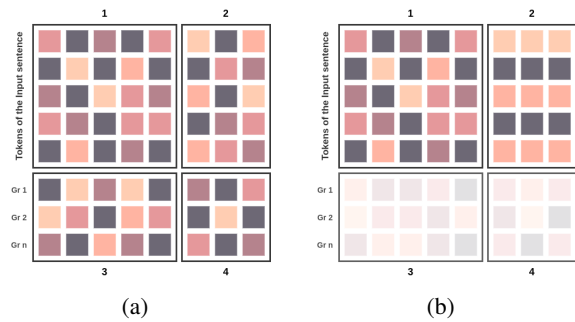 1 2
Tokens of the Input sentence
Gr 1
Gr 2
Gr n
3 4
(a)
1 2
Tokens of the Input sentence
Gr 1
Gr 2
Gr n
3 4
(b)